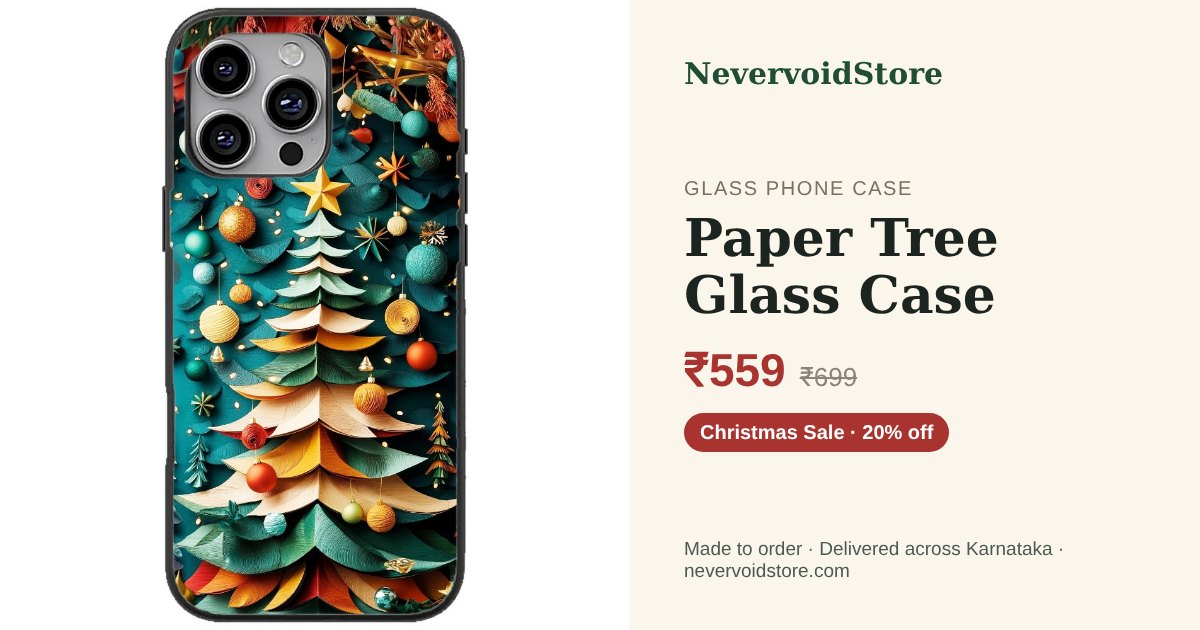 NevervoidStore
GLASS PHONE CASE
Paper Tree
Glass Case
₹559 ₹699
Christmas Sale · 20% off
Made to order · Delivered across Karnataka ·
nevervoidstore.com